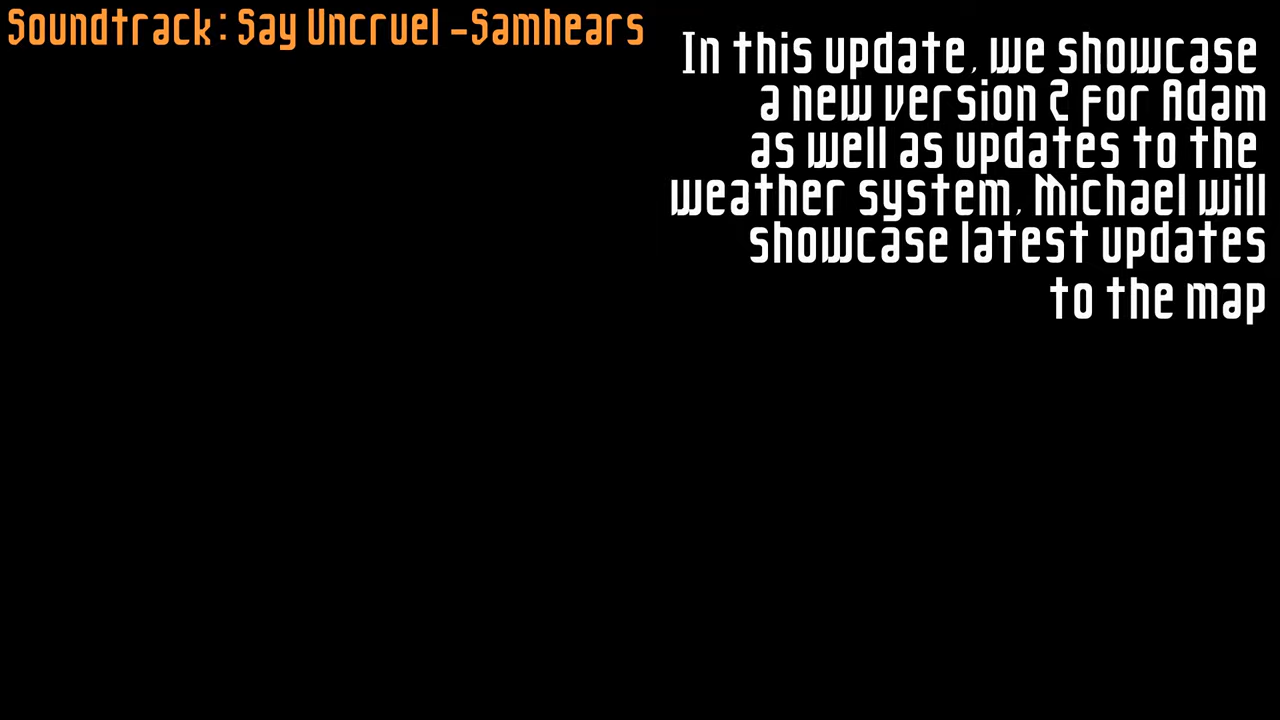 Soundtrack: Say Uncruel -Samhears
In this update, we showcase
a new version 2 for Adam
as well as updates to the
weather system, Michael will
showcase latest updates
to the map